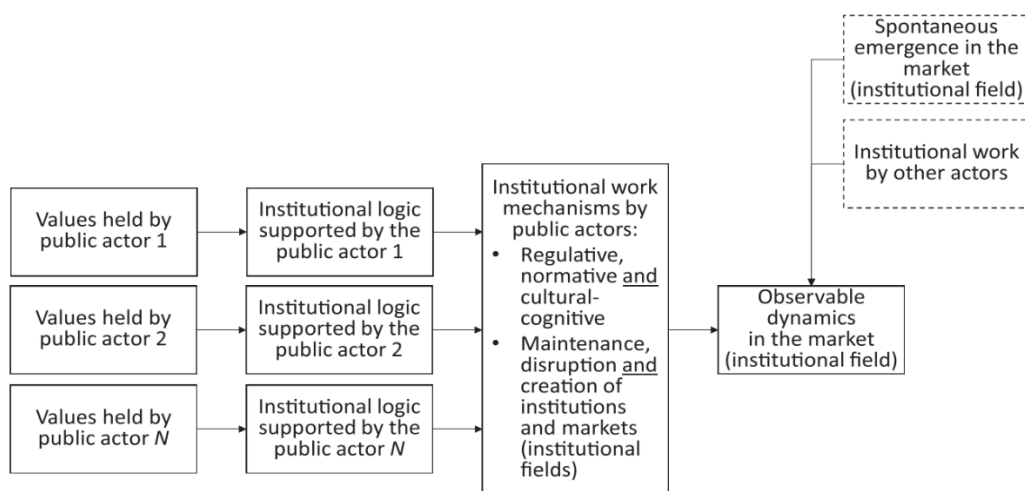 Spontaneous
emergence in the
market
(institutional field)
Institutional work
by other actors
Values held by
public actor 1
Institutional logic
supported by the
public actor 1
Values held by
public actor 2
Institutional logic
supported by the
public actor 2
Values held by
public actor N
Institutional logic
supported by the
public actor N
Institutional work
mechanisms by
public actors:
• Regulative,
normative and
cultural-
cognitive
• Maintenance,
disruption and
creation of
institutions
and markets
(institutional
fields)
Observable
dynamics
in the market
(institutional field)